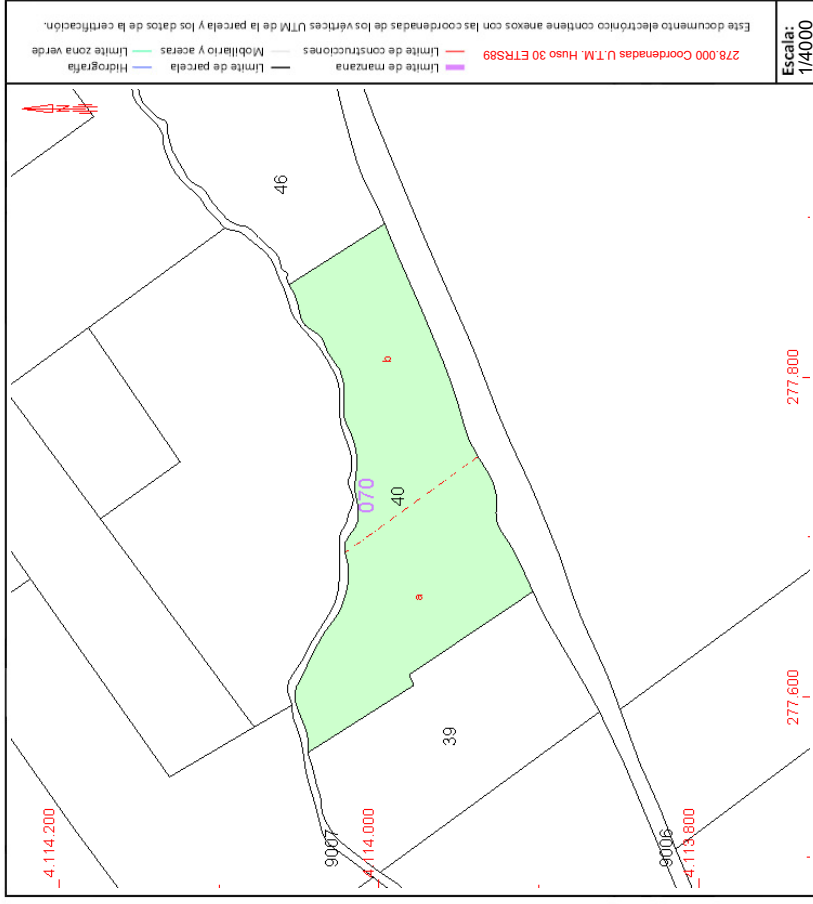 Este documento electrónico contiene anexos con las coordenadas de los vértices UTM de la parcela y los datos de la certificación.
278.000 Coordenadas U.T.M. Huso 30 ETRS89
Límite de manzana
Límite de construcciones
Límite de parcela
Mobiliario y aceras
Hidrografía
Límite zona verde
Escala:
1/4000
46
b
277.800
070
40
a
277.600
39
4.114.200
9007
4.114.000
9006
4.113.800